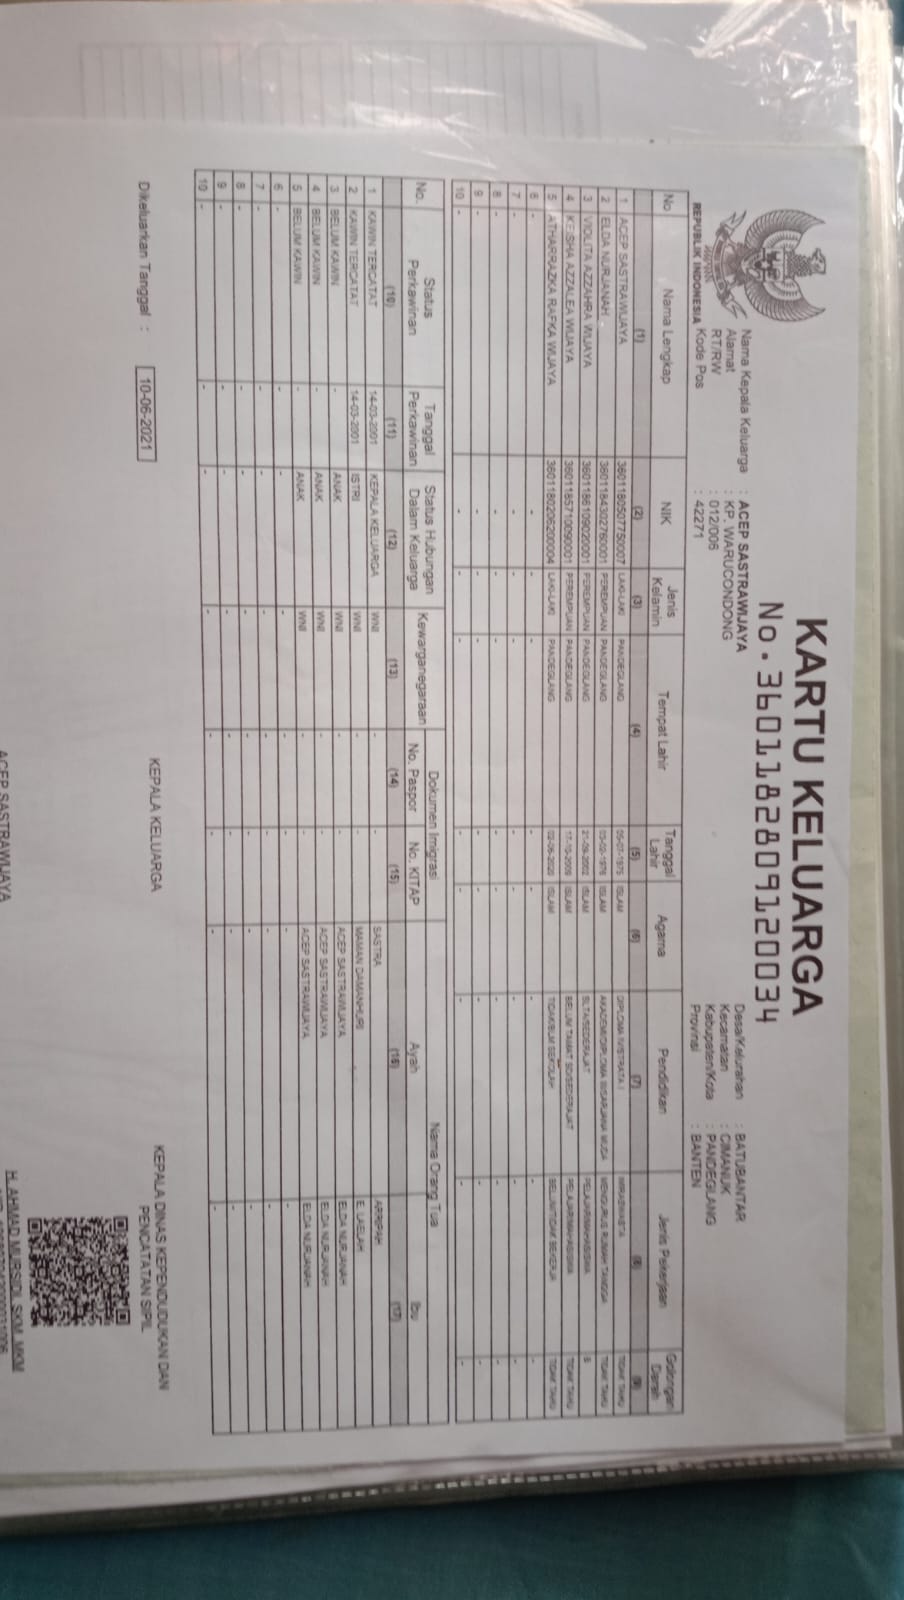 KARTU KELUARGA
No. 3601182809120034
REPUBLIK INDONESIA
Nama Kepala Keluarga : ACEP SASTRAWIJAYA
Alamat : KP. WARUCONDONG
RT/RW : 012/006
Kode Pos : 42271
Desa/Kelurahan : BATUBANTAR
Kecamatan : CIMANUK
Kabupaten/Kota : PANDEGLANG
Provinsi : BANTEN
No Nama Lengkap NIK Jenis Kelamin Tempat Lahir Tanggal Lahir Agama Pendidikan Jenis Pekerjaan Golongan Darah
(1) (2) (3) (4) (5) (6) (7) (8) (9)
1 ACEP SASTRAWIJAYA 3601180507750007 LAKI-LAKI PANDEGLANG 05-07-1975 ISLAM DIPLOMA IV/STRATA I WIRASWASTA TIDAK TAHU
2 ELDA NURJANAH 3601184302760001 PEREMPUAN PANDEGLANG 03-02-1976 ISLAM AKADEMI/DIPLOMA III/SARJANA MUDA MENGURUS RUMAH TANGGA TIDAK TAHU
3 VIOLITA AZZAHRA WIJAYA 3601186109020001 PEREMPUAN PANDEGLANG 21-09-2002 ISLAM SLTA/SEDERAJAT PELAJAR/MAHASISWA B
4 KEISHA AZZALEA WIJAYA 3601185710090001 PEREMPUAN PANDEGLANG 17-10-2009 ISLAM BELUM TAMAT SD/SEDERAJAT PELAJAR/MAHASISWA TIDAK TAHU
5 ATHARRAZKA RAFKA WIJAYA 3601180206200004 LAKI-LAKI PANDEGLANG 02-06-2020 ISLAM TIDAK/BLM SEKOLAH BELUM/TIDAK BEKERJA TIDAK TAHU
6 - - - - - - - - -
7 - - - - - - - - -
8 - - - - - - - - -
9 - - - - - - - - -
10 - - - - - - - - -
No. Status Perkawinan Tanggal Perkawinan Status Hubungan Dalam Keluarga Kewarganegaraan Dokumen Imigrasi Nama Orang Tua
No. Paspor No. KITAP Ayah Ibu
(10) (11) (12) (13) (14) (15) (16) (17)
1 KAWIN TERCATAT 14-03-2001 KEPALA KELUARGA WNI - - SASTRA ARPIPAH
2 KAWIN TERCATAT 14-03-2001 ISTRI WNI - - MAMAN DAMANHURI E. LAELAH
3 BELUM KAWIN - ANAK WNI - - ACEP SASTRAWIJAYA ELDA NURJANAH
4 BELUM KAWIN - ANAK WNI - - ACEP SASTRAWIJAYA ELDA NURJANAH
5 BELUM KAWIN - ANAK WNI - - ACEP SASTRAWIJAYA ELDA NURJANAH
6 - - - - - - - -
7 - - - - - - - -
8 - - - - - - - -
9 - - - - - - - -
10 - - - - - - - -
Dikeluarkan Tanggal : 10-06-2021
KEPALA KELUARGA
KEPALA DINAS KEPENDUDUKAN DAN
PENCATATAN SIPIL
ACEP SASTRAWIJAYA
H. AHMAD MURSIDI, SKM, MKM